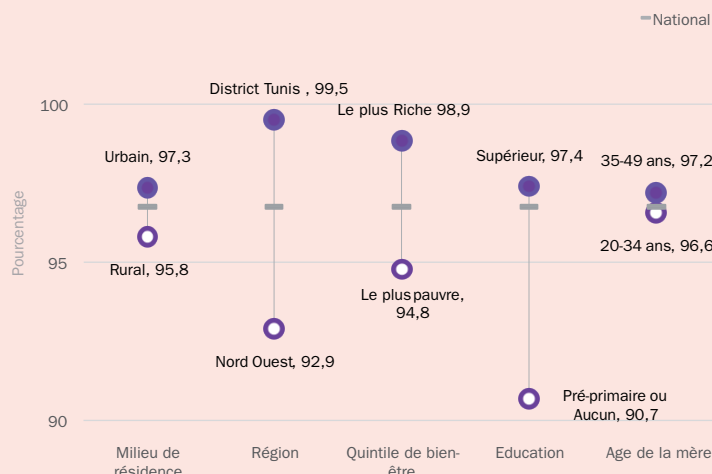 National
District Tunis , 99,5
100
Le plus Riche 98,9
Urbain, 97,3
Supérieur, 97,4
35-49 ans, 97,2
Pourcentage
95
Rural, 95,8
20-34 ans, 96,6
Le plus pauvre,
94,8
Nord Ouest, 92,9
Pré-primaire ou
Aucun, 90,7
90
Milieu de
résidence
Région
Quintile de bien-
être
Education
Age de la mère